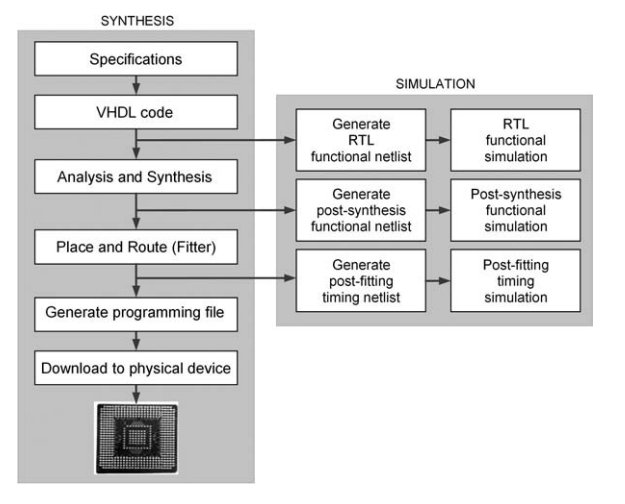 SYNTHESIS
Specifications
VHDL code
Analysis and Synthesis
Place and Route (Fitter)
Generate programming file
Download to physical device
SIMULATION
Generate
RTL
functional netlist
RTL
functional
simulation
Generate
post-synthesis
functional netlist
Post-synthesis
functional
simulation
Generate
post-fitting
timing netlist
Post-fitting
timing
simulation